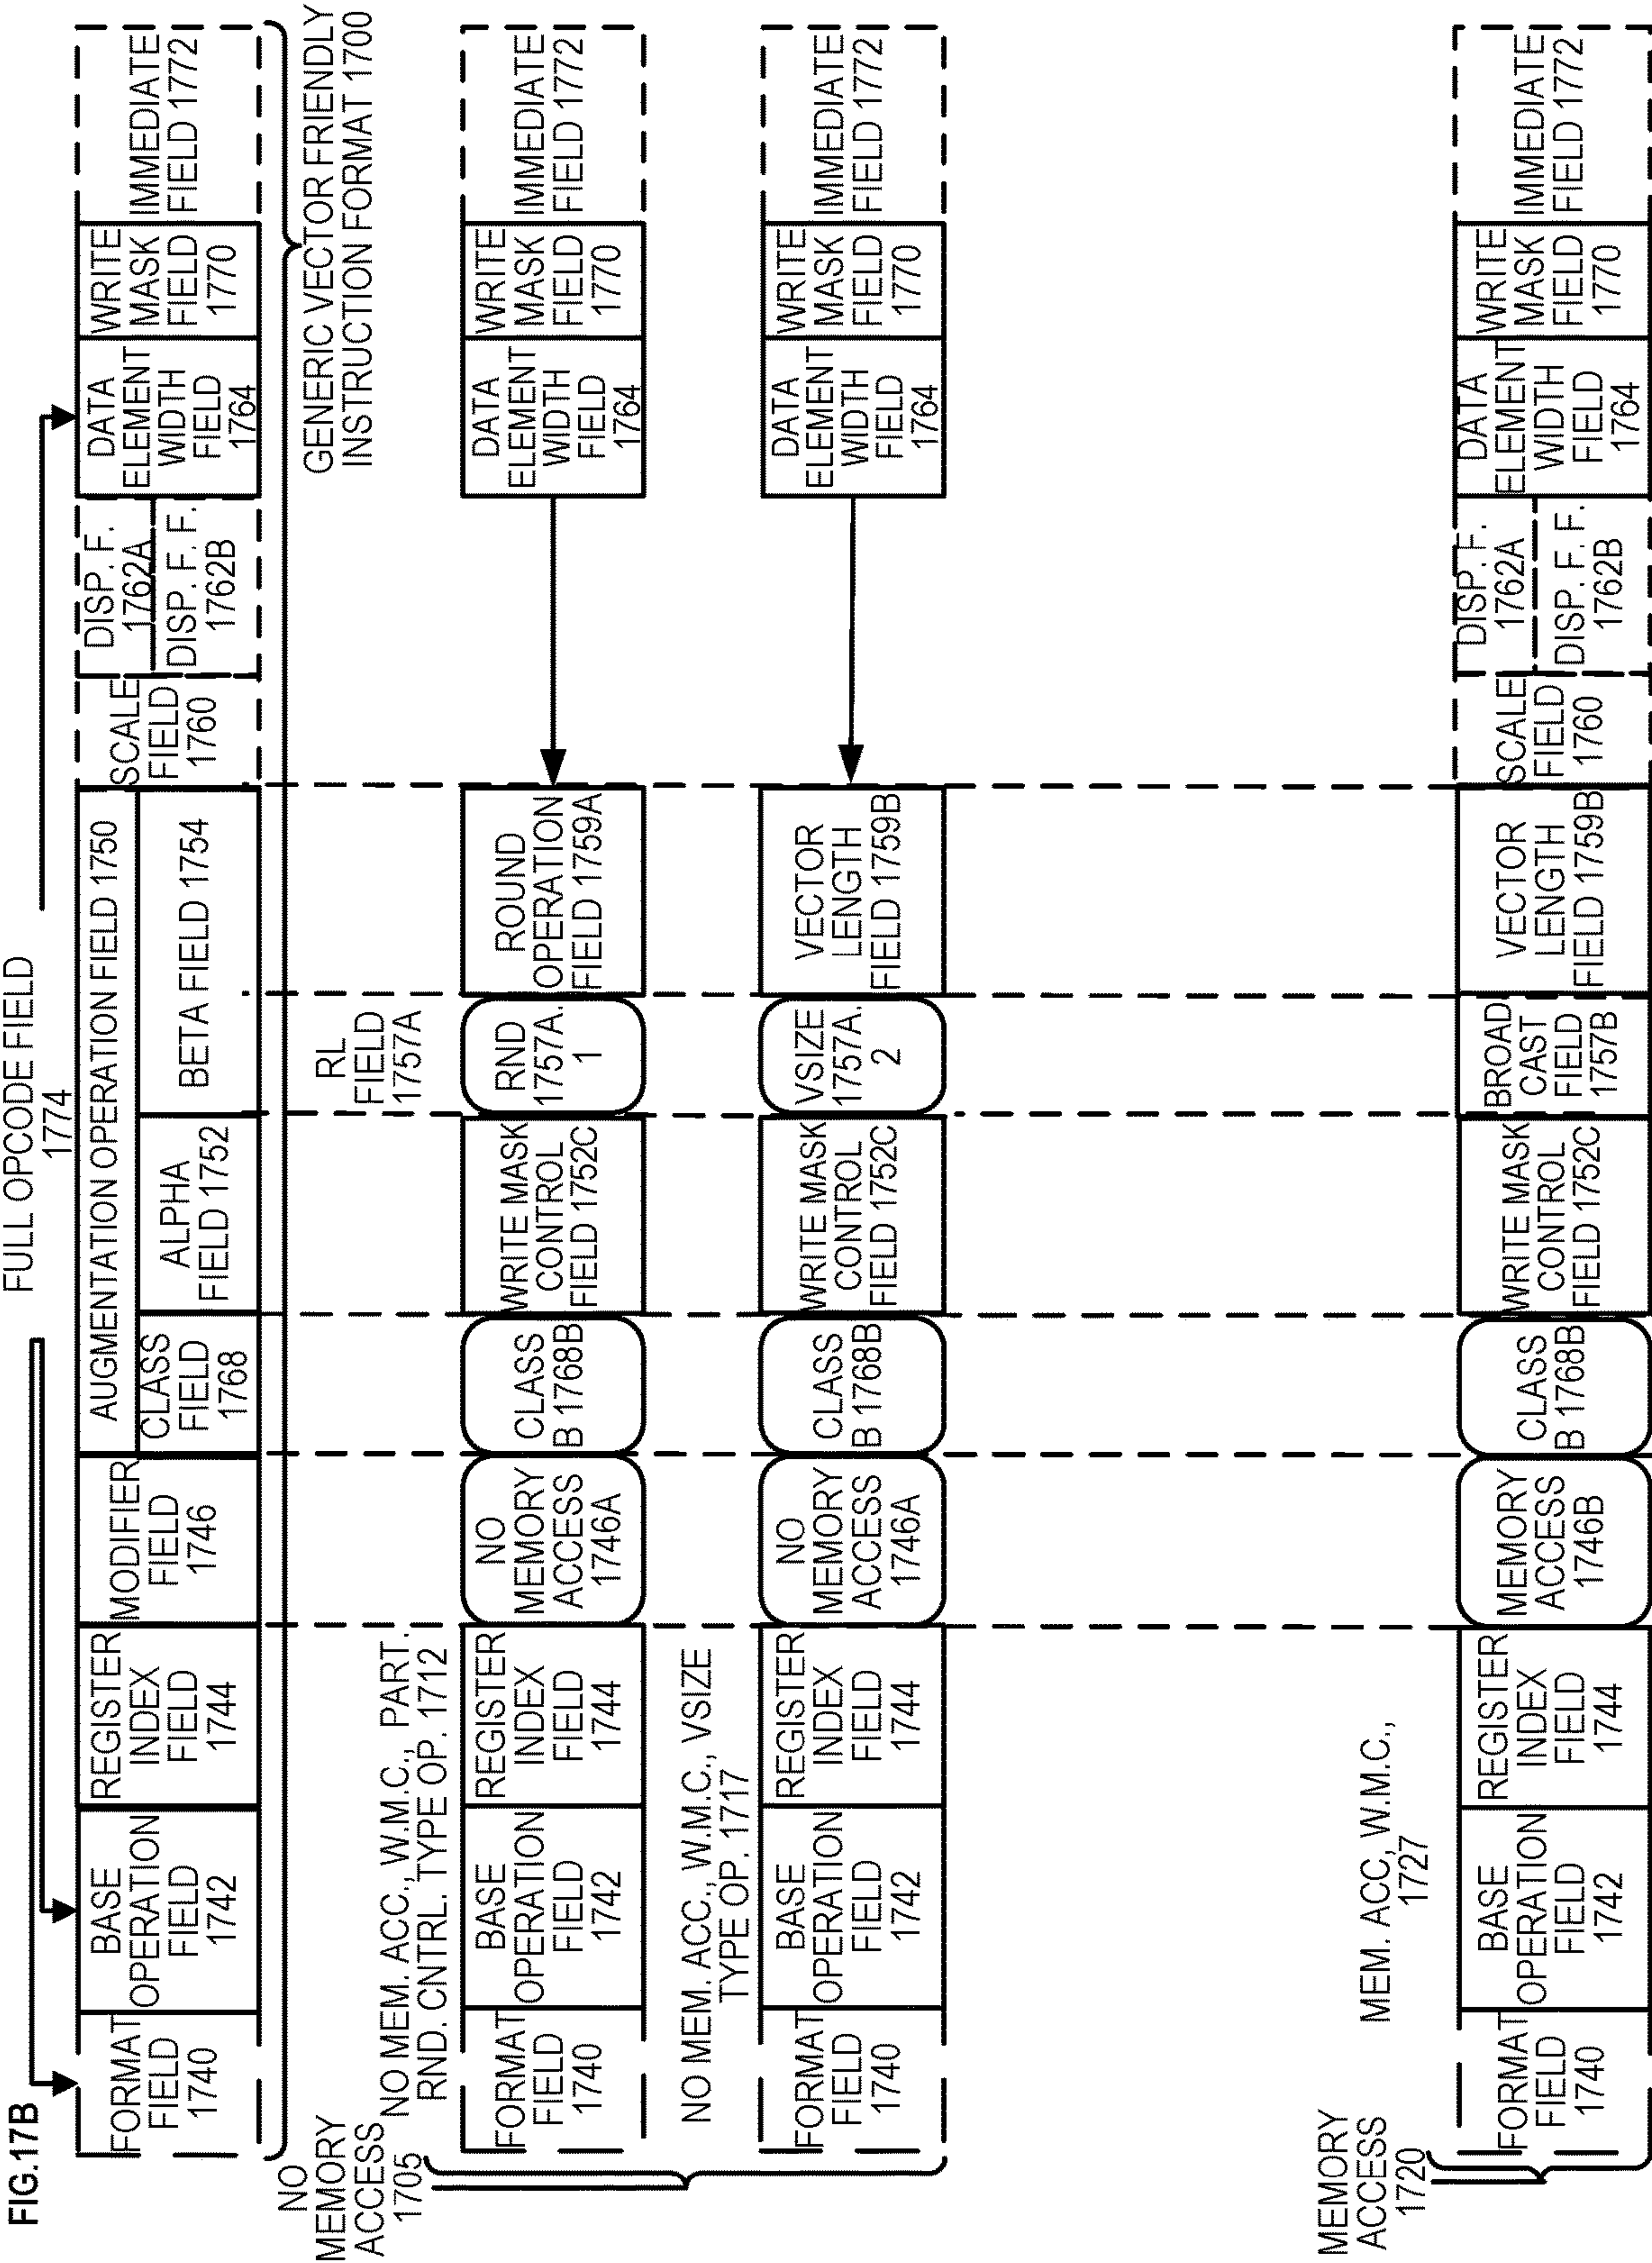 FIG.17B
FULL OPCODE FIELD
1774
FORMAT
FIELD
1740
BASE
OPERATION
FIELD
1742
REGISTER
INDEX
FIELD
1744
MODIFIER
FIELD
1746
AUGMENTATION OPERATION FIELD 1750
CLASS
FIELD
1768
ALPHA
FIELD 1752
BETA FIELD 1754
SCALE
FIELD
1760
DISP. F.
1762A
DISP. F. F.
1762B
DATA
ELEMENT
WIDTH
FIELD
1764
WRITE
MASK
FIELD
1770
IMMEDIATE
FIELD 1772
GENERIC VECTOR FRIENDLY
INSTRUCTION FORMAT 1700
NO
MEMORY
ACCESS
1705
NO MEM. ACC., W.M.C., PART.
RND. CNTRL. TYPE OP. 1712
RL
FIELD
1757A
FORMAT
FIELD
1740
BASE
OPERATION
FIELD
1742
REGISTER
INDEX
FIELD
1744
NO
MEMORY
ACCESS
1746A
CLASS
B 1768B
WRITE MASK
CONTROL
FIELD 1752C
RND
1757A.
1
ROUND
OPERATION
FIELD 1759A
DATA
ELEMENT
WIDTH
FIELD
1764
WRITE
MASK
FIELD
1770
IMMEDIATE
FIELD 1772
NO MEM. ACC., W.M.C., VSIZE
TYPE OP. 1717
FORMAT
FIELD
1740
BASE
OPERATION
FIELD
1742
REGISTER
INDEX
FIELD
1744
NO
MEMORY
ACCESS
1746A
CLASS
B 1768B
WRITE MASK
CONTROL
FIELD 1752C
VSIZE
1757A.
2
VECTOR
LENGTH
FIELD 1759B
DATA
ELEMENT
WIDTH
FIELD
1764
WRITE
MASK
FIELD
1770
IMMEDIATE
FIELD 1772
MEMORY
ACCESS
1720
MEM. ACC, W.M.C.,
1727
FORMAT
FIELD
1740
BASE
OPERATION
FIELD
1742
REGISTER
INDEX
FIELD
1744
MEMORY
ACCESS
1746B
CLASS
B 1768B
WRITE MASK
CONTROL
FIELD 1752C
BROAD
CAST
FIELD
1757B
VECTOR
LENGTH
FIELD 1759B
SCALE
FIELD
1760
DISP. F.
1762A
DISP. F. F.
1762B
DATA
ELEMENT
WIDTH
FIELD
1764
WRITE
MASK
FIELD
1770
IMMEDIATE
FIELD 1772